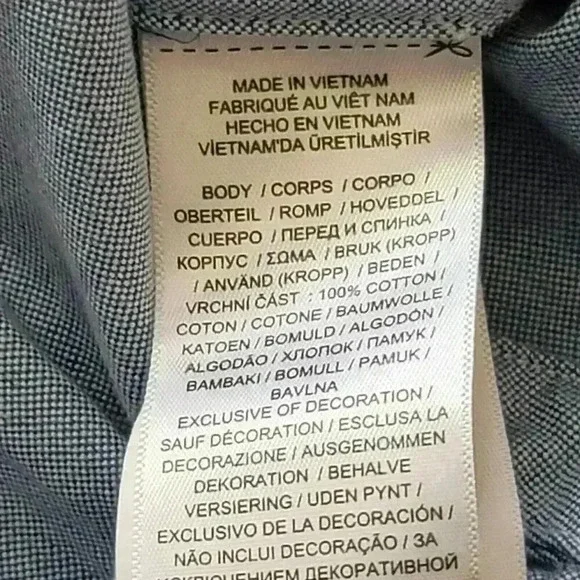 MADE IN VIETNAM
FABRIQUÉ AU VIÊT NAM
HECHO EN VIETNAM
VİETNAM'DA ÜRETİLMİŞTİR
BODY / CORPS / CORPO /
OBERTEIL / ROMP / HOVEDDEL /
CUERPO / ПЕРЕД И СПИНКА /
КОРПУС / ΣΩΜΑ / BRUK (KROPP)
/ ANVÄND (KROPP) / BEDEN /
VRCHNÍ ČÁST : 100% COTTON /
COTON / COTONE / BAUMWOLLE /
KATOEN / BOMULD / ALGODÓN /
ALGODÃO / ХЛОПОК / ПАМУК /
BAMBAKI / BOMULL / PAMUK /
BAVLNA
EXCLUSIVE OF DECORATION /
SAUF DÉCORATION / ESCLUSA LA
DECORAZIONE / AUSGENOMMEN
DEKORATION / BEHALVE
VERSIERING / UDEN PYNT /
EXCLUSIVO DE LA DECORACIÓN /
NÃO INCLUI DECORAÇÃO / ЗА
ИСКЛЮЧЕНИЕМ ДЕКОРАТИВНОЙ